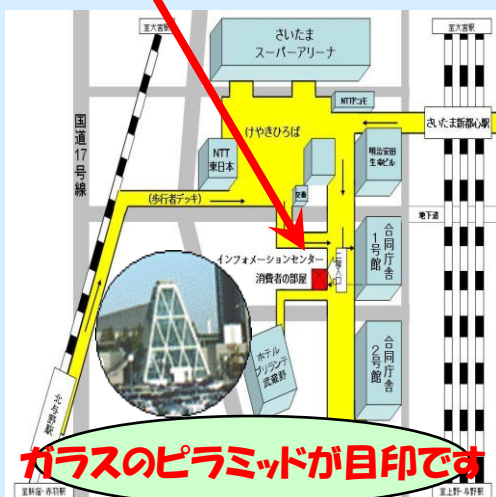 至大宮駅
至大宮駅
さいたま
スーパーアリーナ
NTTドコモ
さいたま新都心駅
国道17号線
けやきひろば
NTT
東日本
明治安田
生命ビル
(歩行者デッキ)
交番
地下道
合同庁舎
1号館
インフォメーションセンター
消費者の部屋
二階入口
ホテル
ブリランテ
武蔵野
合同庁舎
2号館
北与野駅
ガラスのピラミッドが目印です
至新宿・赤羽駅
至上野・与野駅